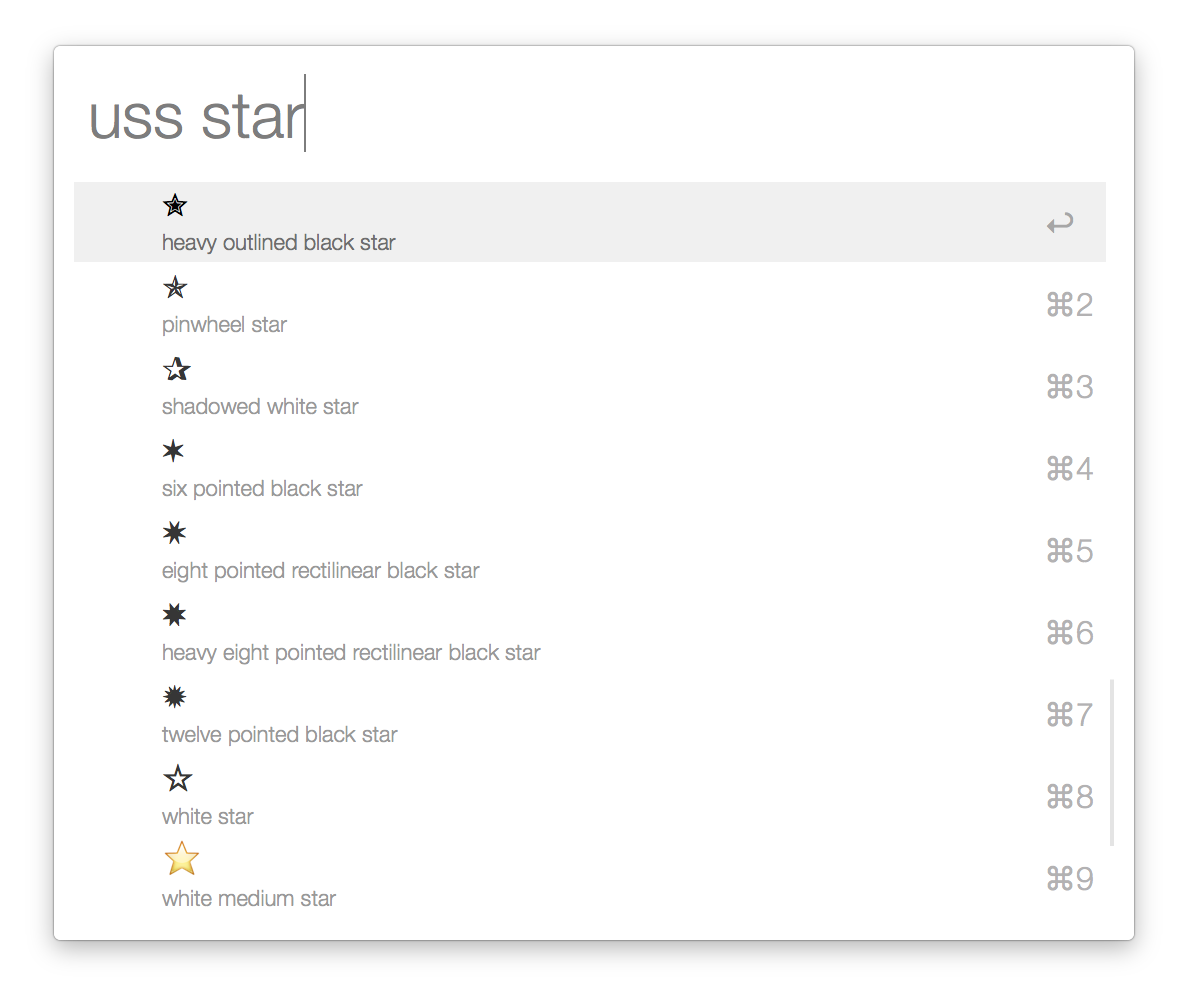 uss star
✭
heavy outlined black star
↩
✯
pinwheel star
⌘2
✰
shadowed white star
⌘3
✶
six pointed black star
⌘4
✷
eight pointed rectilinear black star
⌘5
✸
heavy eight pointed rectilinear black star
⌘6
✹
twelve pointed black star
⌘7
☆
white star
⌘8
⭐
white medium star
⌘9